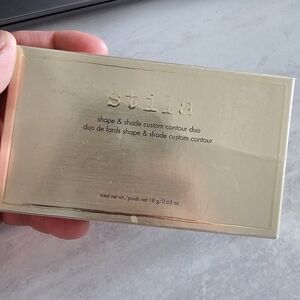 stila
shape & shade custom contour duo
duo de fards shape & shade custom contour
total net wt./poids net 18 g/0.63 oz